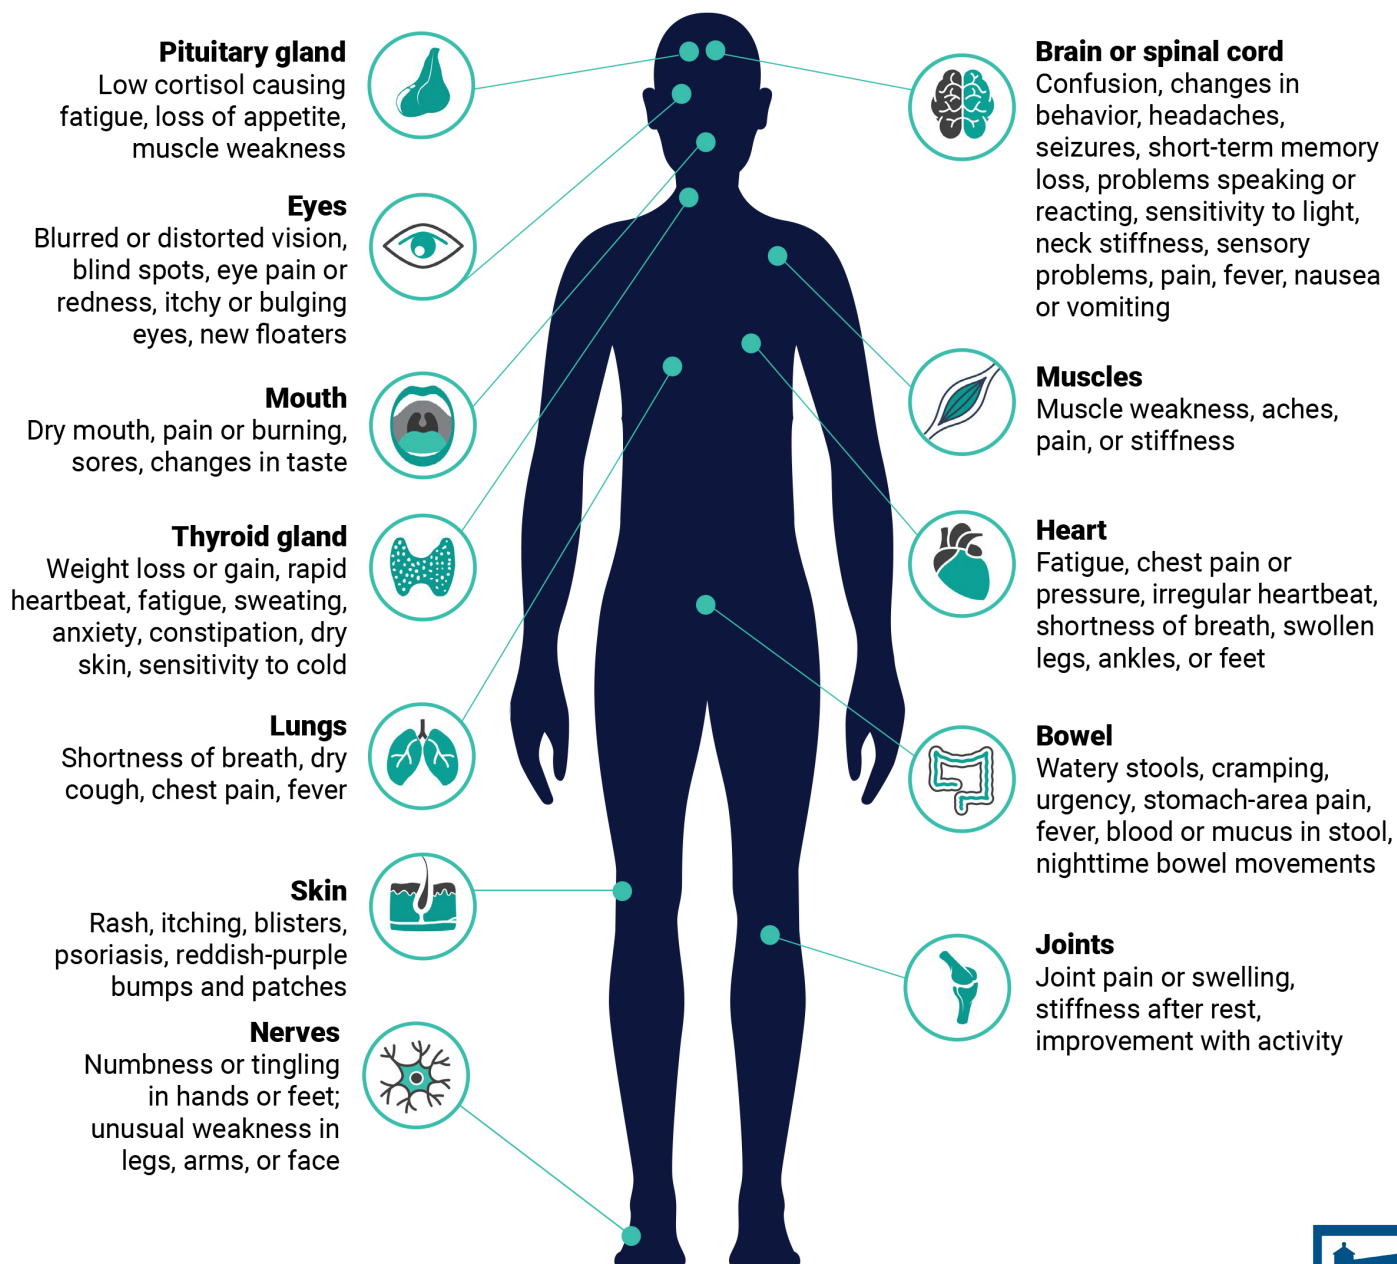 Pituitary gland
Low cortisol causing
fatigue, loss of appetite,
muscle weakness
Eyes
Blurred or distorted vision,
blind spots, eye pain or
redness, itchy or bulging
eyes, new floaters
Mouth
Dry mouth, pain or burning,
sores, changes in taste
Thyroid gland
Weight loss or gain, rapid
heartbeat, fatigue, sweating,
anxiety, constipation, dry
skin, sensitivity to cold
Lungs
Shortness of breath, dry
cough, chest pain, fever
Skin
Rash, itching, blisters,
psoriasis, reddish-purple
bumps and patches
Nerves
Numbness or tingling
in hands or feet;
unusual weakness in
legs, arms, or face
Brain or spinal cord
Confusion, changes in
behavior, headaches,
seizures, short-term memory
loss, problems speaking or
reacting, sensitivity to light,
neck stiffness, sensory
problems, pain, fever, nausea
or vomiting
Muscles
Muscle weakness, aches,
pain, or stiffness
Heart
Fatigue, chest pain or
pressure, irregular heartbeat,
shortness of breath, swollen
legs, ankles, or feet
Bowel
Watery stools, cramping,
urgency, stomach-area pain,
fever, blood or mucus in stool,
nighttime bowel movements
Joints
Joint pain or swelling,
stiffness after rest,
improvement with activity